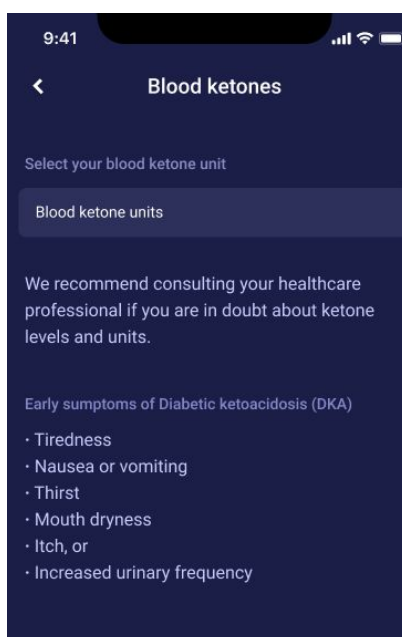 9:41
Blood ketones
Select your blood ketone unit
Blood ketone units
We recommend consulting your healthcare
professional if you are in doubt about ketone
levels and units.
Early sumptoms of Diabetic ketoacidosis (DKA)
· Tiredness
· Nausea or vomiting
· Thirst
· Mouth dryness
· Itch, or
· Increased urinary frequency